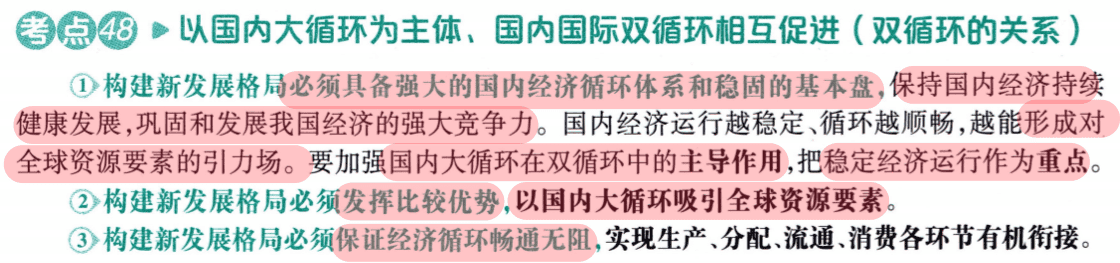 考点48 ▶ 以国内大循环为主体、国内国际双循环相互促进（双循环的关系）
①构建新发展格局必须具备强大的国内经济循环体系和稳固的基本盘,保持国内经济持续
健康发展,巩固和发展我国经济的强大竞争力。国内经济运行越稳定、循环越顺畅,越能形成对
全球资源要素的引力场。要加强国内大循环在双循环中的主导作用,把稳定经济运行作为重点。
②构建新发展格局必须发挥比较优势,以国内大循环吸引全球资源要素。
③构建新发展格局必须保证经济循环畅通无阻,实现生产、分配、流通、消费各环节有机衔接。